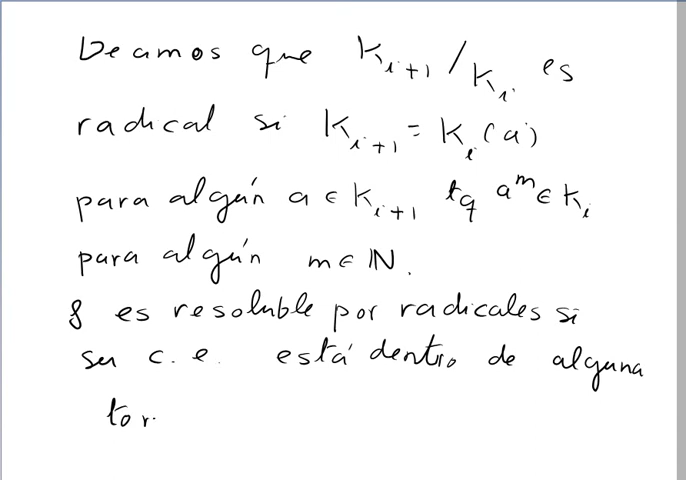 Deamos que K_{i+1}/K_i es
radical si K_{i+1} = K_i(a)
para algún a ∈ K_{i+1} tq a^m ∈ K_i
para algún m ∈ ℕ.
f es resoluble por radicales si
su c.e. está dentro de alguna
tor.